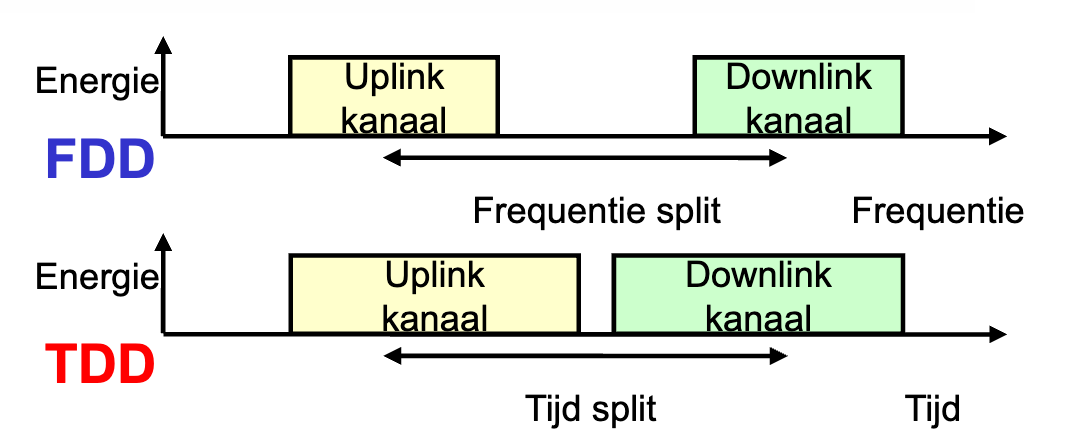 Energie
Uplink
kanaal
Downlink
kanaal
FDD
Frequentie split
Frequentie
Energie
Uplink
kanaal
Downlink
kanaal
TDD
Tijd split
Tijd